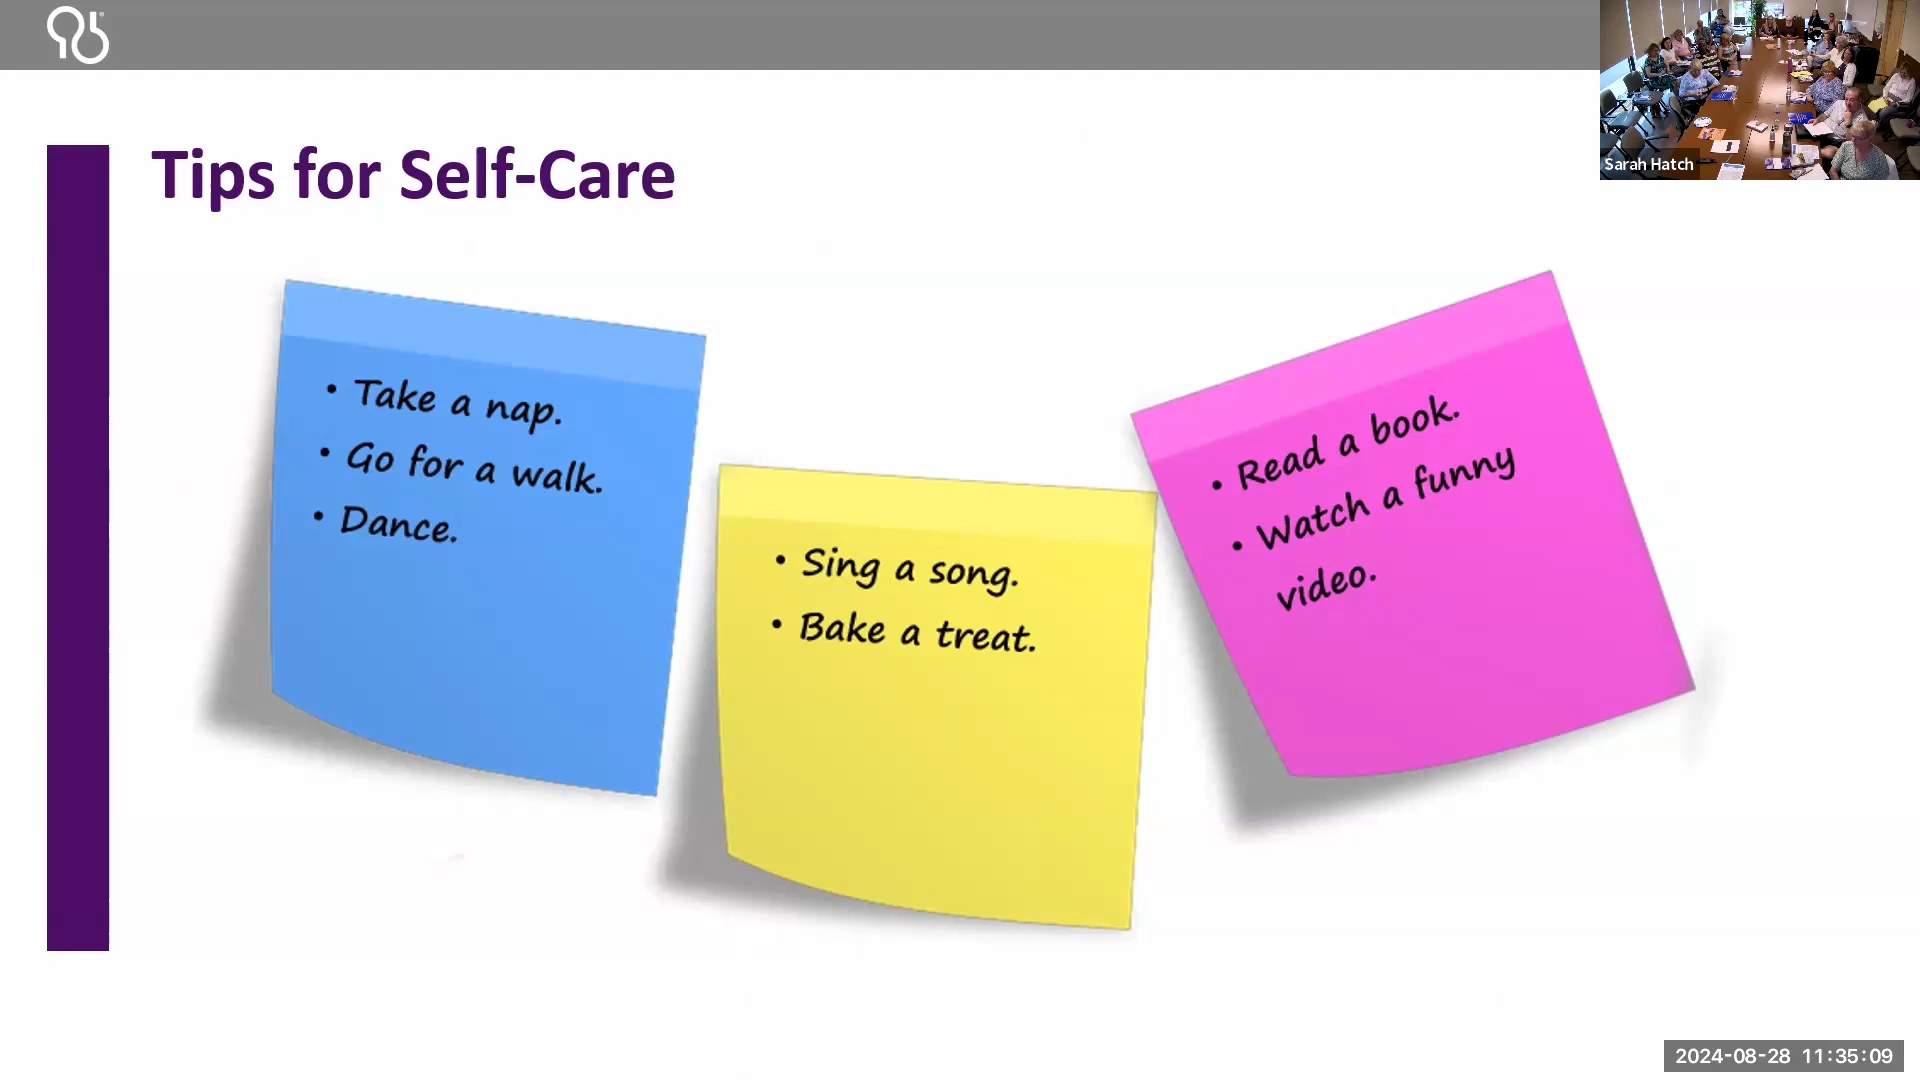 Sarah Hatch
Tips for Self-Care
• Take a nap.
• Go for a walk.
• Dance.
• Sing a song.
• Bake a treat.
• Read a book.
• Watch a funny
video.
2024-08-28 11:35:09